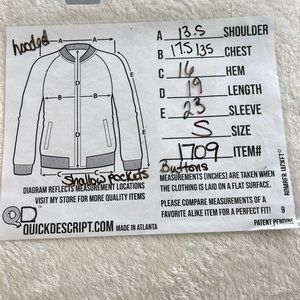 hooded
A 13.5 SHOULDER
B 17.5/35 CHEST
C 16 HEM
D 19 LENGTH
E 23 SLEEVE
S SIZE
1709 ITEM#
Buttons
A
B
B
D
E
E
C
Shallow Pockets
DIAGRAM REFLECTS MEASUREMENT LOCATIONS
VISIT MY STORE FOR MORE QUALITY ITEMS
QD QUICKDESCRIPT.COM
MADE IN ATLANTA
MEASUREMENTS (INCHES) ARE TAKEN WHEN
THE CLOTHING IS LAID ON A FLAT SURFACE.
PLEASE COMPARE MEASUREMENTS OF A
FAVORITE ALIKE ITEM FOR A PERFECT FIT!
PATENT PENDING
BOMBER JACKET
9